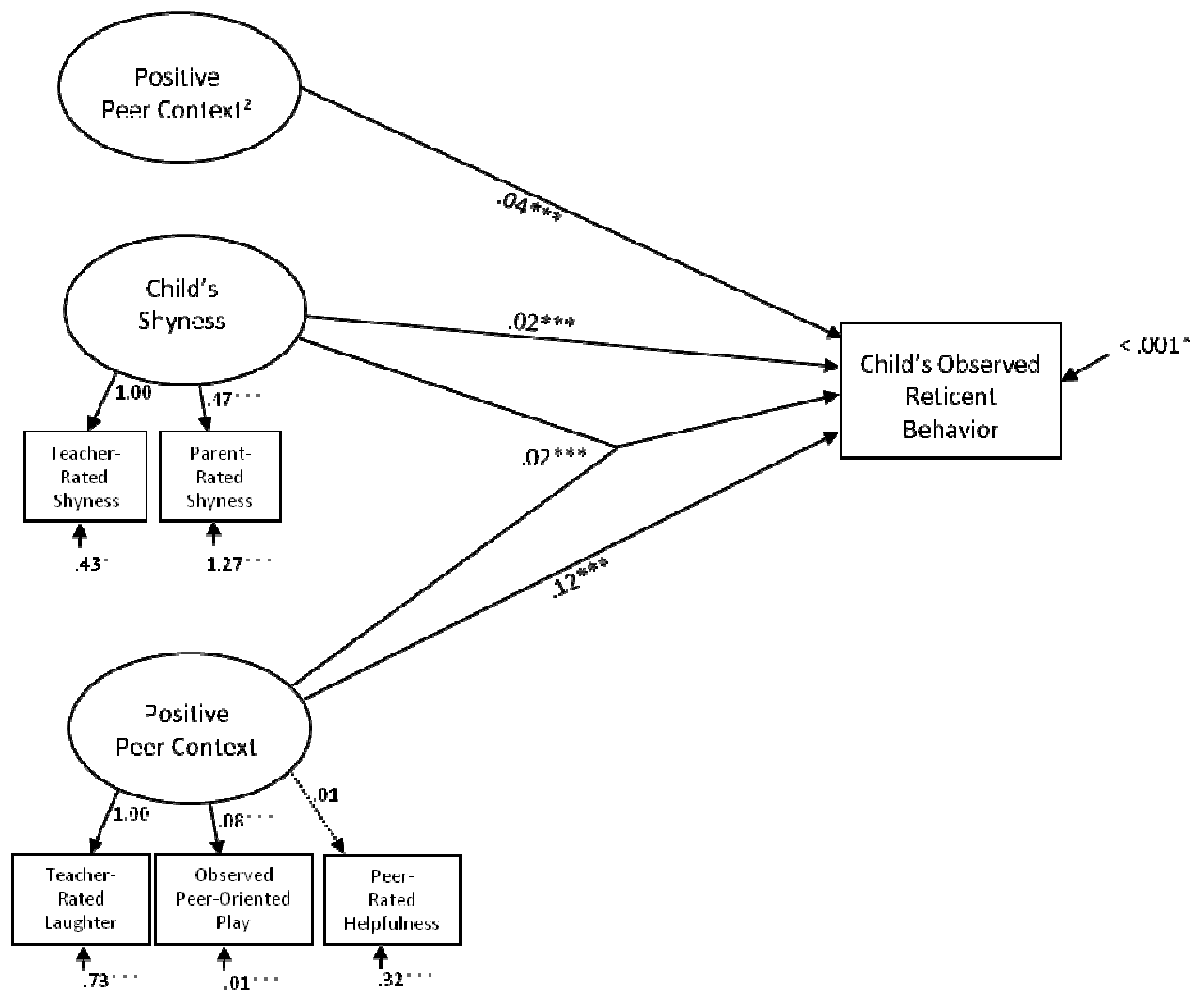 Positive
Peer Context²
.04***
Child's
Shyness
.02***
Child's Observed
Reticent
Behavior
< .001*
1.00
.47***
Teacher-
Rated
Shyness
Parent-
Rated
Shyness
.02***
.43*
1.27***
.12***
Positive
Peer Context
1.00
.08***
.01
Teacher-
Rated
Laughter
Observed
Peer-Oriented
Play
Peer-
Rated
Helpfulness
.73***
.01***
.32***